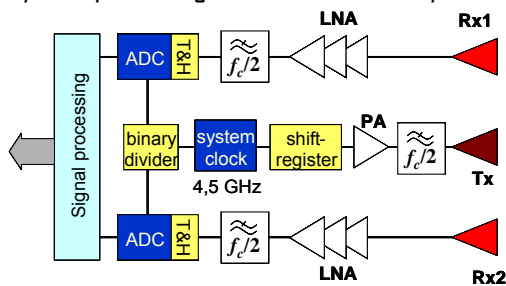 LNA
Rx1
ADC
T&H
f_c/2
Signal processing
binary
divider
system
clock
4,5 GHz
shift-
register
PA
f_c/2
Tx
ADC
T&H
f_c/2
LNA
Rx2